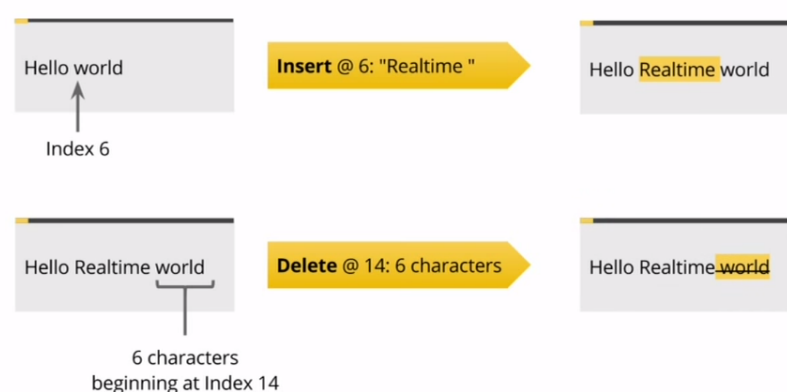 Hello world
Insert @ 6: "Realtime "
Hello Realtime world
Index 6
Hello Realtime world
Delete @ 14: 6 characters
Hello Realtime world
6 characters
beginning at Index 14